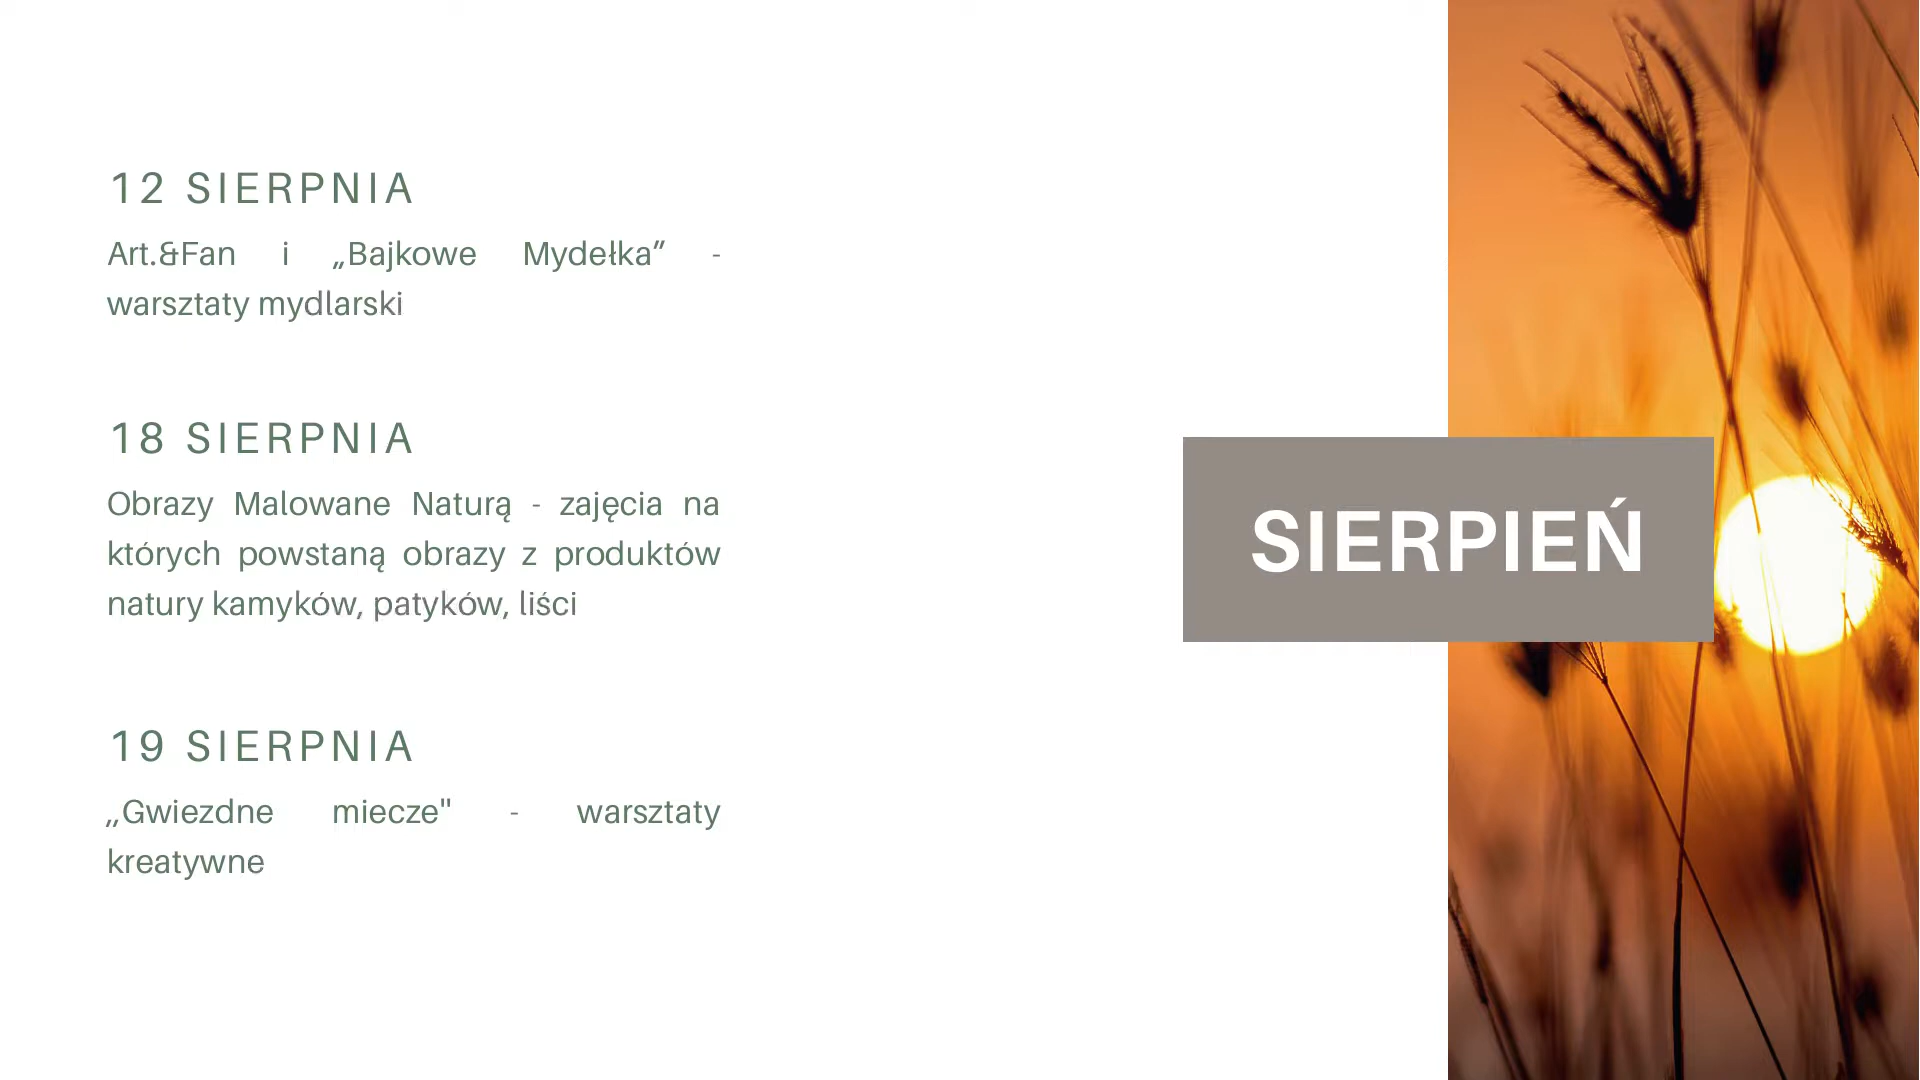 12 SIERPNIA
Art.&Fan i „Bajkowe Mydełka” -
warsztaty mydlarski
18 SIERPNIA
Obrazy Malowane Naturą - zajęcia na
których powstaną obrazy z produktów
natury kamyków, patyków, liści
19 SIERPNIA
„Gwiezdne miecze" - warsztaty
kreatywne
SIERPIEŃ